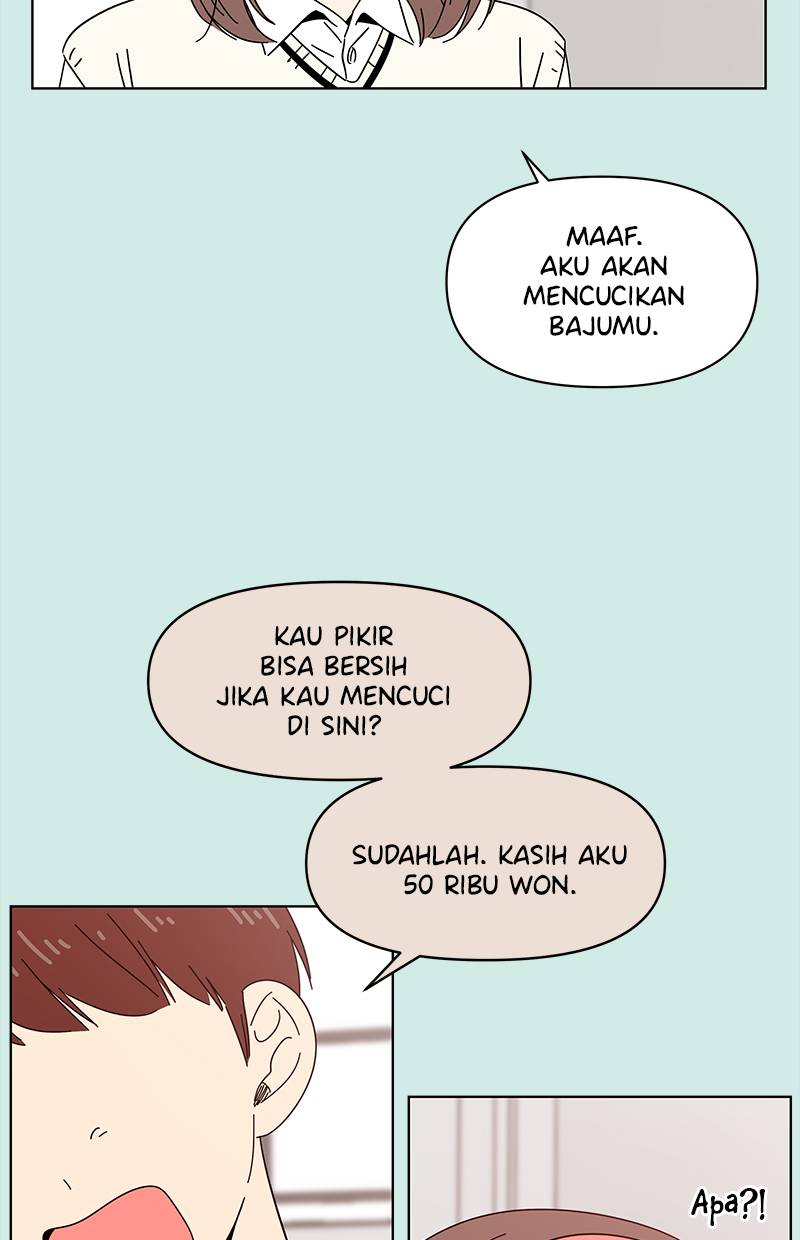 MAAF.
AKU AKAN
MENCUCIKAN
BAJUMU.
KAU PIKIR
BISA BERSIH
JIKA KAU MENCUCI
DI SINI?
SUDAHLAH. KASIH AKU
50 RIBU WON.
Apa?!